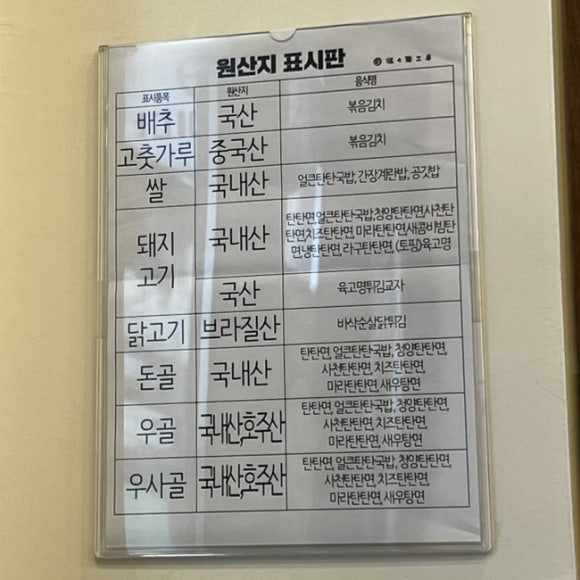 원산지 표시판
표시품목 원산지 음식명
배추 국산 볶음김치
고춧가루 중국산 볶음김치
쌀 국내산 얼큰탄탄국밥, 간장계란밥, 공깃밥
돼지
고기
국내산
탄탄면,얼큰탄탄국밥,청양탄탄면,사천탄
탄면,치즈탄탄면, 마라탄탄면,새콤비빔탄
면,냉탄탄면, 라구탄탄면, (토핑)육고명
국산 육고명튀김교자
닭고기 브라질산 바삭순살닭튀김
돈골 국내산
탄탄면, 얼큰탄탄국밥, 청양탄탄면,
사천탄탄면, 치즈탄탄면,
마라탄탄면, 새우탕면
우골 국내산,호주산
탄탄면, 얼큰탄탄국밥, 청양탄탄면,
사천탄탄면, 치즈탄탄면,
마라탄탄면, 새우탕면
우사골 국내산,호주산
탄탄면, 얼큰탄탄국밥, 청양탄탄면,
사천탄탄면, 치즈탄탄면,
마라탄탄면, 새우탕면